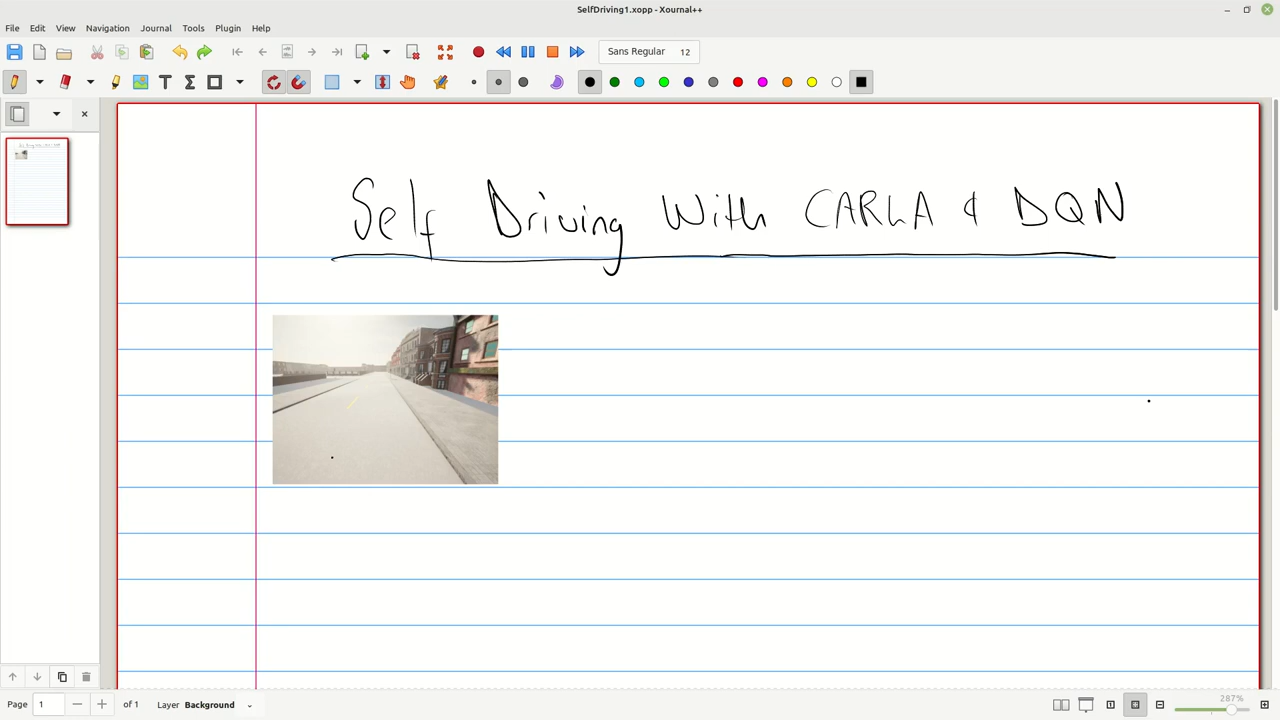 SelfDriving1.xopp - Xournal++
File Edit View Navigation Journal Tools Plugin Help
Sans Regular 12
Self Driving With CARLA & DQN
287%
Page 1 of 1 Layer Background